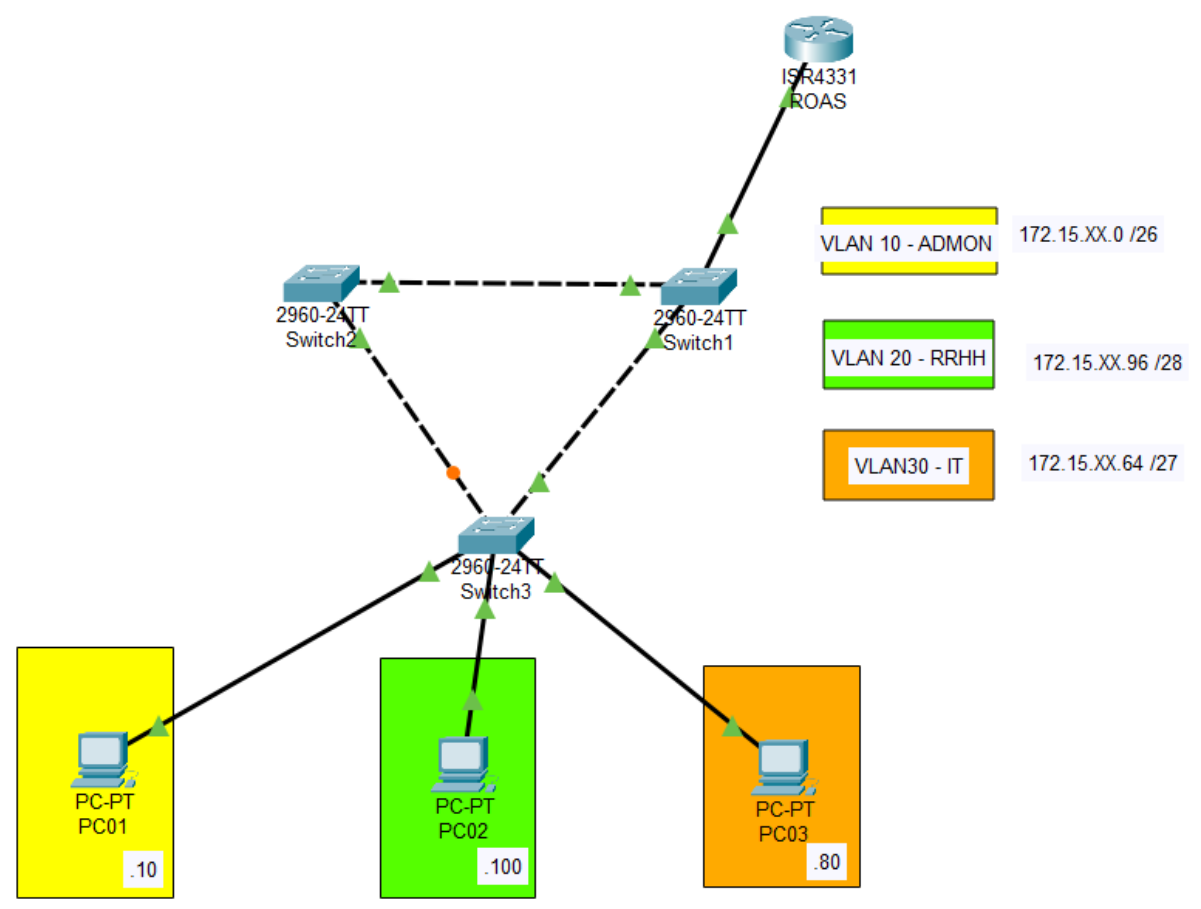 ISR4331
ROAS
VLAN 10 - ADMON
172.15.XX.0 /26
2960-24TT
Switch2
2960-24TT
Switch1
VLAN 20 - RRHH
172.15.XX.96 /28
VLAN30 - IT
172.15.XX.64 /27
2960-24TT
Switch3
PC-PT
PC01
.10
PC-PT
PC02
.100
PC-PT
PC03
.80